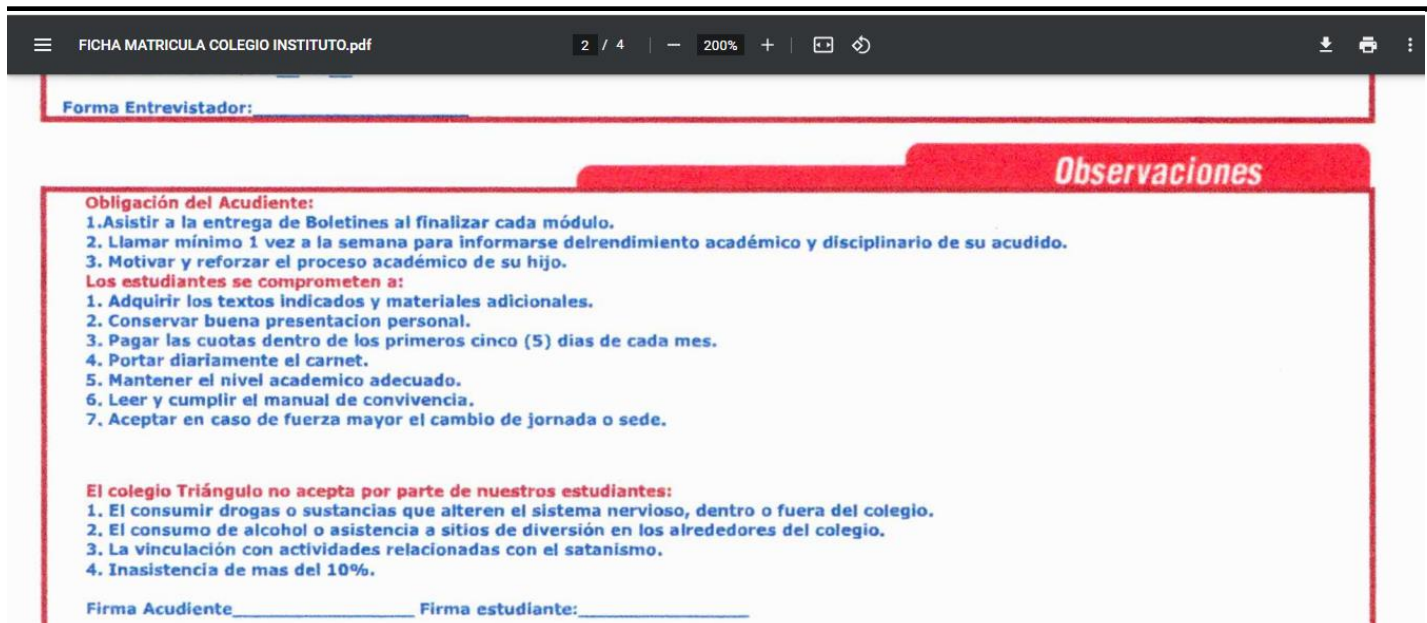 FICHA MATRICULA COLEGIO INSTITUTO.pdf
2 / 4
200%
Forma Entrevistador:
Observaciones
Obligación del Acudiente:
1.Asistir a la entrega de Boletines al finalizar cada módulo.
2. Llamar mínimo 1 vez a la semana para informarse delrendimiento académico y disciplinario de su acudido.
3. Motivar y reforzar el proceso académico de su hijo.
Los estudiantes se comprometen a:
1. Adquirir los textos indicados y materiales adicionales.
2. Conservar buena presentacion personal.
3. Pagar las cuotas dentro de los primeros cinco (5) dias de cada mes.
4. Portar diariamente el carnet.
5. Mantener el nivel academico adecuado.
6. Leer y cumplir el manual de convivencia.
7. Aceptar en caso de fuerza mayor el cambio de jornada o sede.
El colegio Triángulo no acepta por parte de nuestros estudiantes:
1. El consumir drogas o sustancias que alteren el sistema nervioso, dentro o fuera del colegio.
2. El consumo de alcohol o asistencia a sitios de diversión en los alrededores del colegio.
3. La vinculación con actividades relacionadas con el satanismo.
4. Inasistencia de mas del 10%.
Firma Acudiente Firma estudiante: